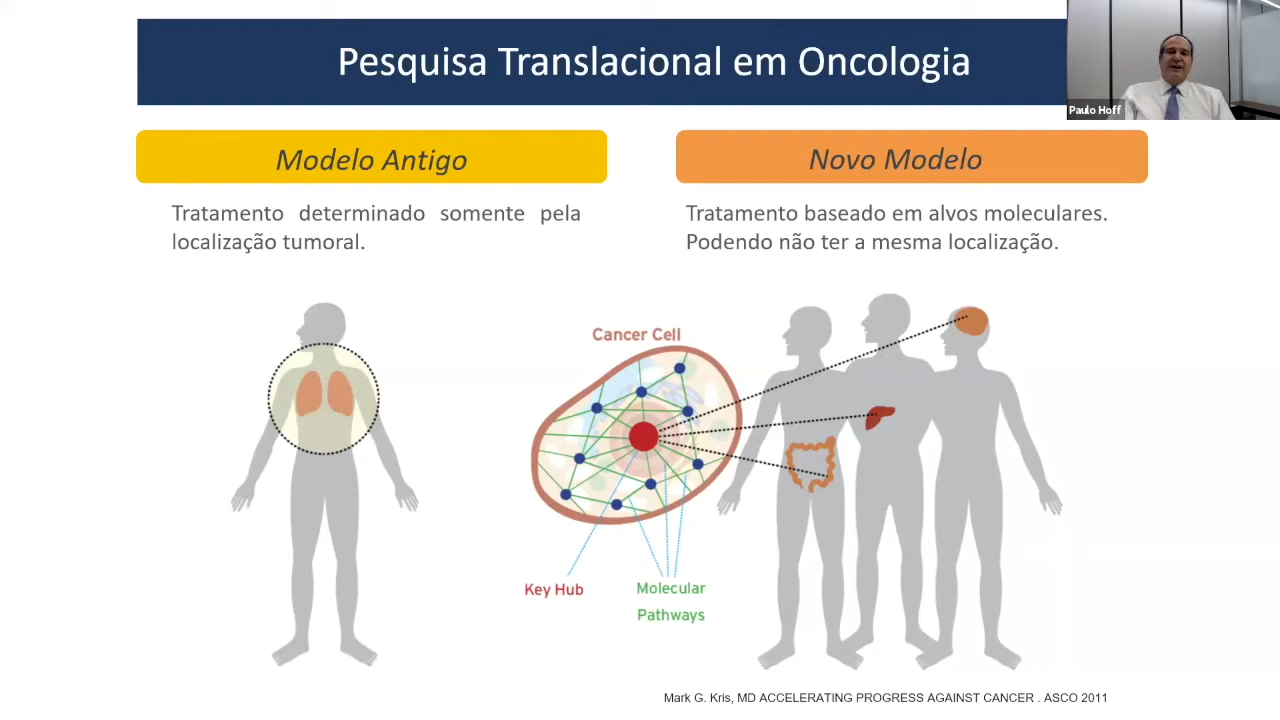 Pesquisa Translacional em Oncologia
Paulo Hoff
Modelo Antigo
Tratamento determinado somente pela
localização tumoral.
Novo Modelo
Tratamento baseado em alvos moleculares.
Podendo não ter a mesma localização.
Cancer Cell
Key Hub
Molecular
Pathways
Mark G. Kris, MD ACCELERATING PROGRESS AGAINST CANCER . ASCO 2011